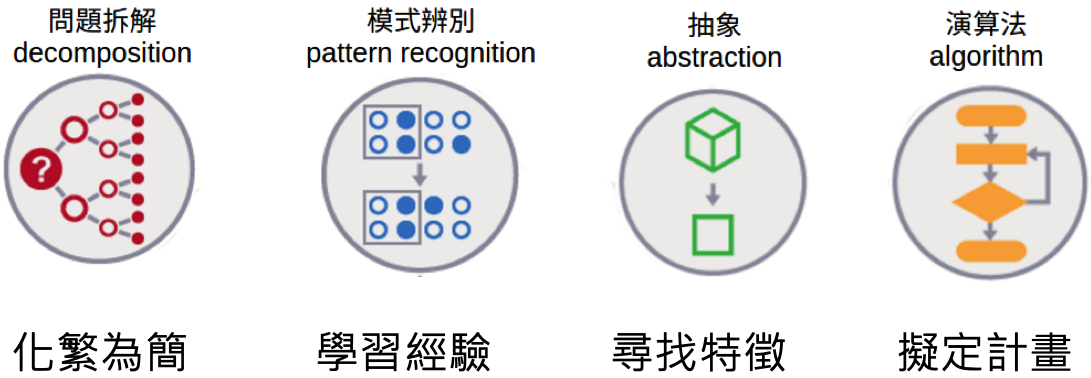 問題拆解
decomposition
?
化繁為簡
模式辨別
pattern recognition
學習經驗
抽象
abstraction
尋找特徵
演算法
algorithm
擬定計畫